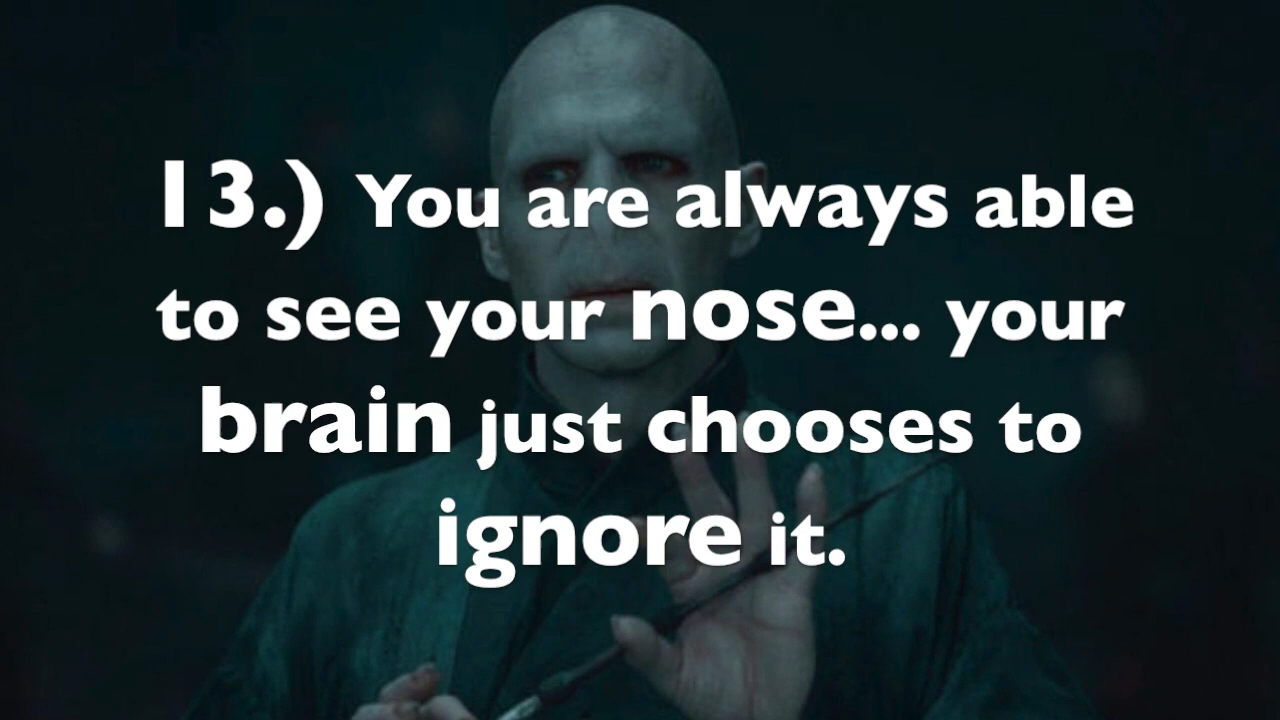 13.) You are always able
to see your nose... your
brain just chooses to
ignore it.